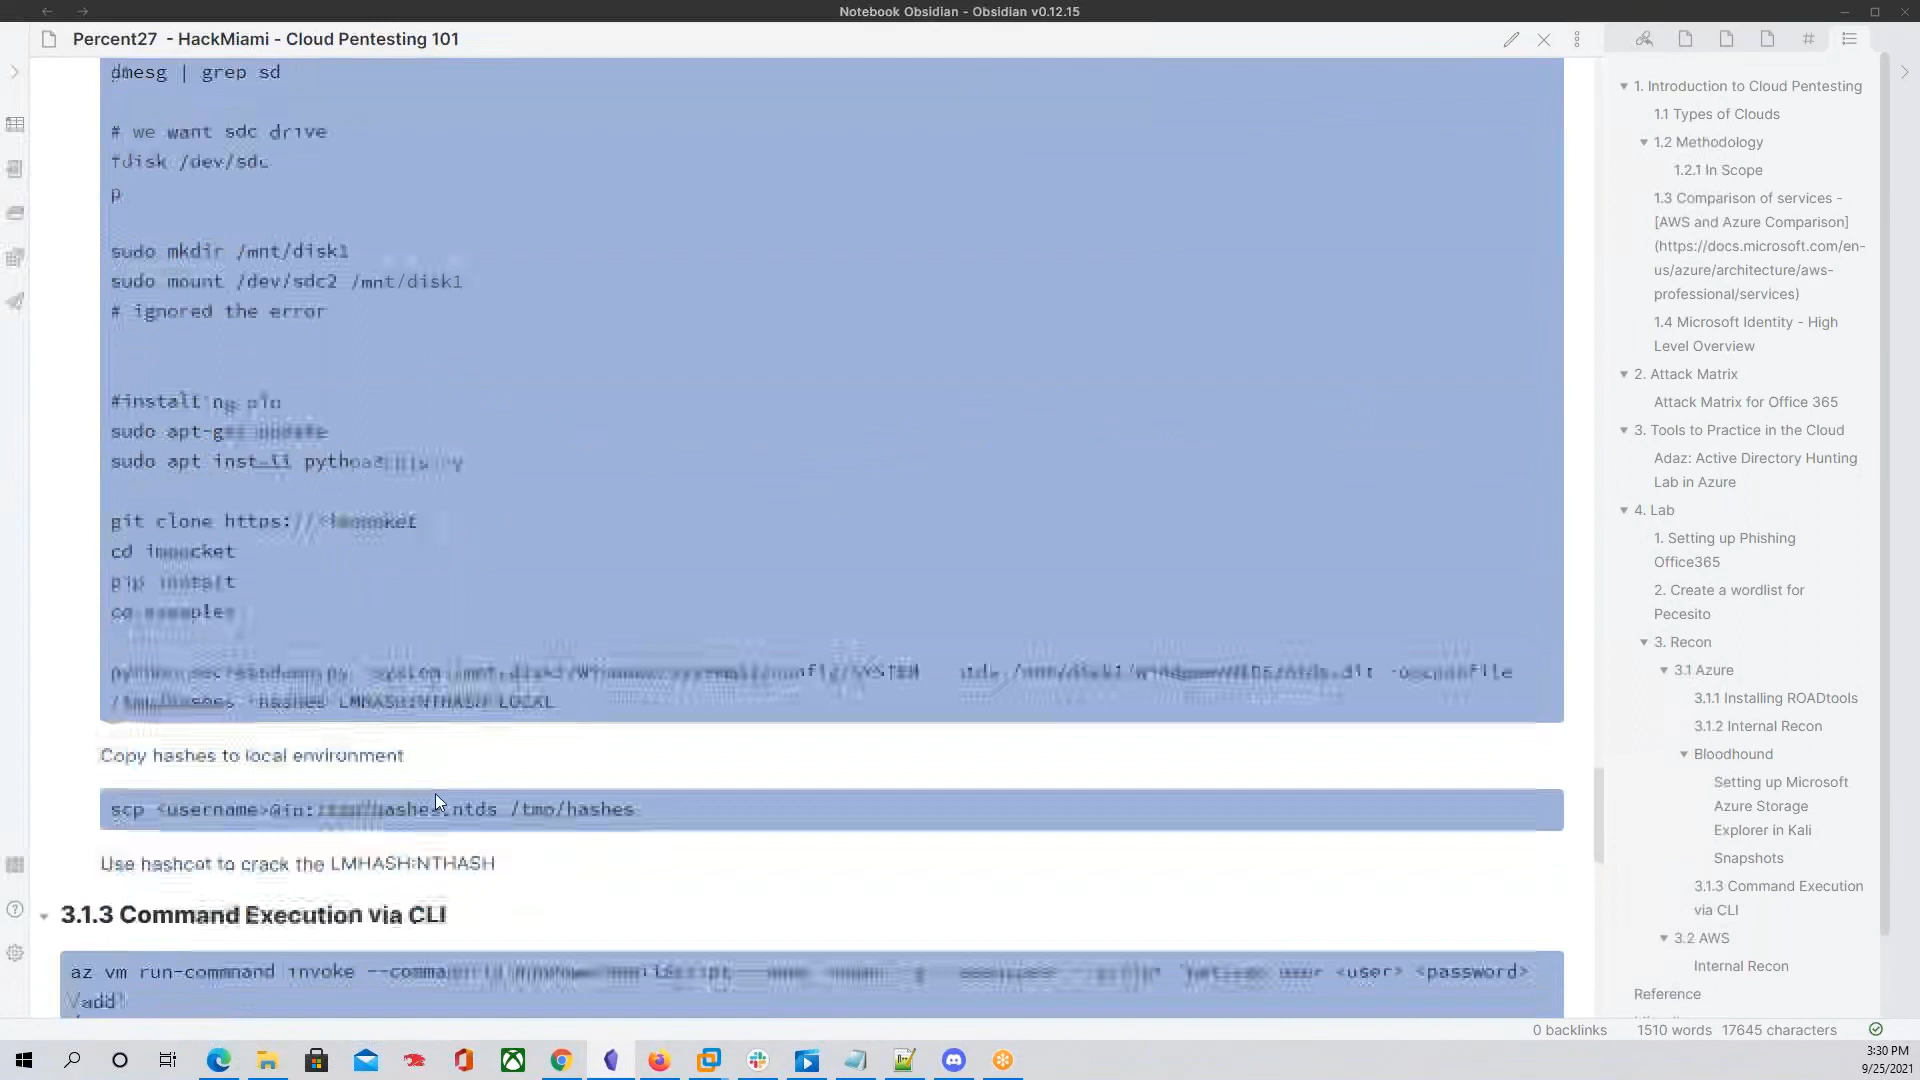 Notebook Obsidian - Obsidian v0.12.15
Percent27 - HackMiami - Cloud Pentesting 101
dmesg | grep sd
# we want sdc drive
fdisk /dev/sdc
p
sudo mkdir /mnt/disk1
sudo mount /dev/sdc2 /mnt/disk1
# ignored the error
sudo
sudo apt install
git clone https://
cd impacket
pip install
LOCAL
Copy hashes to local environment
scp <username>@ip: /tmp/hashes
Use hashcat to crack the LMHASH:NTHASH
3.1.3 Command Execution via CLI
az vm run-command invoke <user> <password>
/add
1. Introduction to Cloud Pentesting
1.1 Types of Clouds
1.2 Methodology
1.2.1 In Scope
1.3 Comparison of services -
[AWS and Azure Comparison]
(https://docs.microsoft.com/en-
us/azure/architecture/aws-
professional/services)
1.4 Microsoft Identity - High
Level Overview
2. Attack Matrix
Attack Matrix for Office 365
3. Tools to Practice in the Cloud
Adaz: Active Directory Hunting
Lab in Azure
4. Lab
1. Setting up Phishing
Office365
2. Create a wordlist for
Pecesito
3. Recon
3.1 Azure
3.1.1 Installing ROADtools
3.1.2 Internal Recon
Bloodhound
Setting up Microsoft
Azure Storage
Explorer in Kali
Snapshots
3.1.3 Command Execution
via CLI
3.2 AWS
Internal Recon
Reference
0 backlinks 1510 words 17645 characters
3:30 PM
9/25/2021